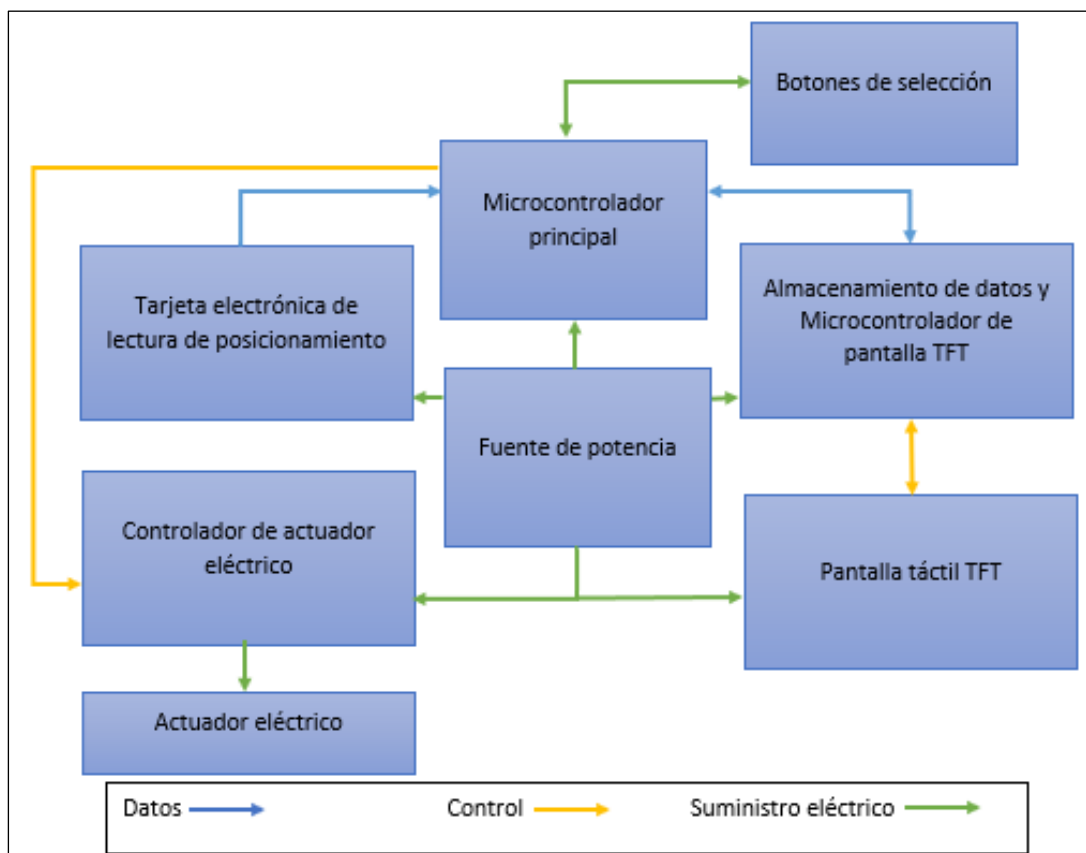 Botones de selección
Microcontrolador
principal
Tarjeta electrónica de
lectura de posicionamiento
Almacenamiento de datos y
Microcontrolador de
pantalla TFT
Fuente de potencia
Controlador de actuador
eléctrico
Pantalla táctil TFT
Actuador eléctrico
Datos Control Suministro eléctrico